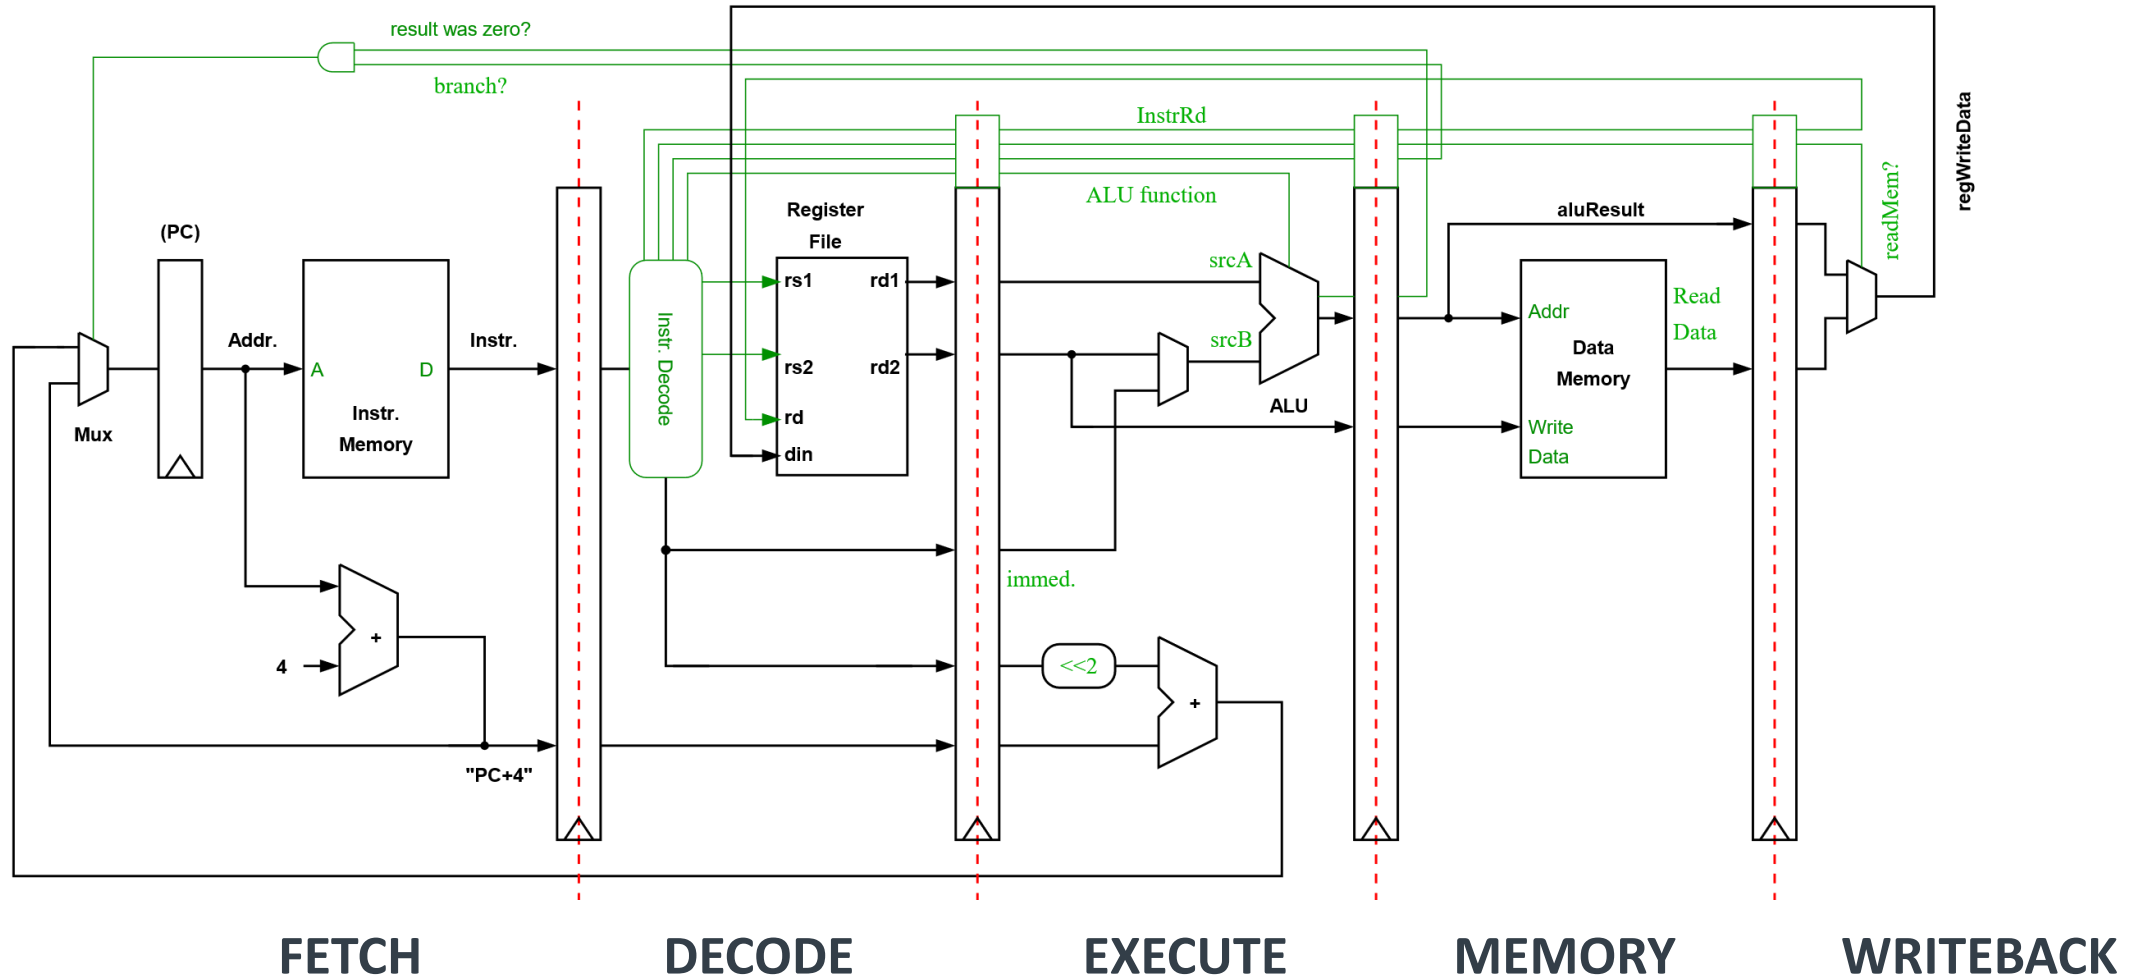 result was zero?
branch?
InstrRd
ALU function
regWriteData
readMem?
(PC)
Register
File
aluResult
Addr.
Instr.
A
D
Instr.
Memory
Mux
Instr. Decode
rs1
rd1
rs2
rd2
rd
din
srcA
srcB
ALU
Addr
Read
Data
Data
Memory
Write
Data
immed.
4
+
<<2
+
"PC+4"
FETCH
DECODE
EXECUTE
MEMORY
WRITEBACK